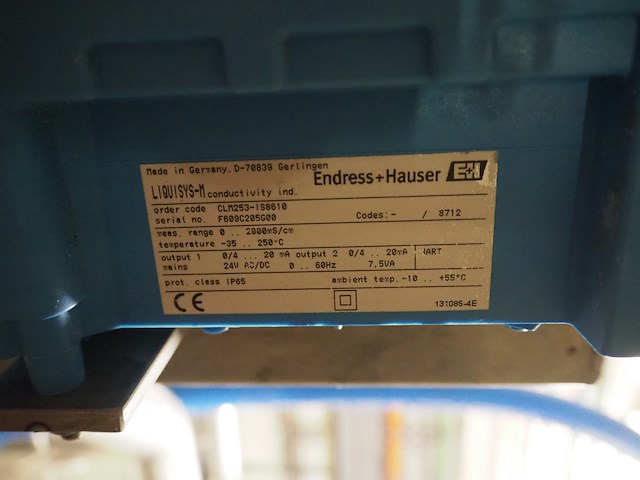 Made in Germany, D-70839 Gerlingen
Endress+Hauser E+H
LIQUISYS-M conductivity ind.
order code CLM253-IS8610
serial no. F609C205G00 Codes: - / 8712
meas. range 0 .. 2000mS/cm
temperature -35 .. 250°C
output 1 0/4 .. 20 mA output 2 0/4 .. 20mA HART
mains 24V AC/DC 0 .. 60Hz 7.5VA
prot. class IP65 ambient temp.-10 .. +55°C
CE
131086-4E